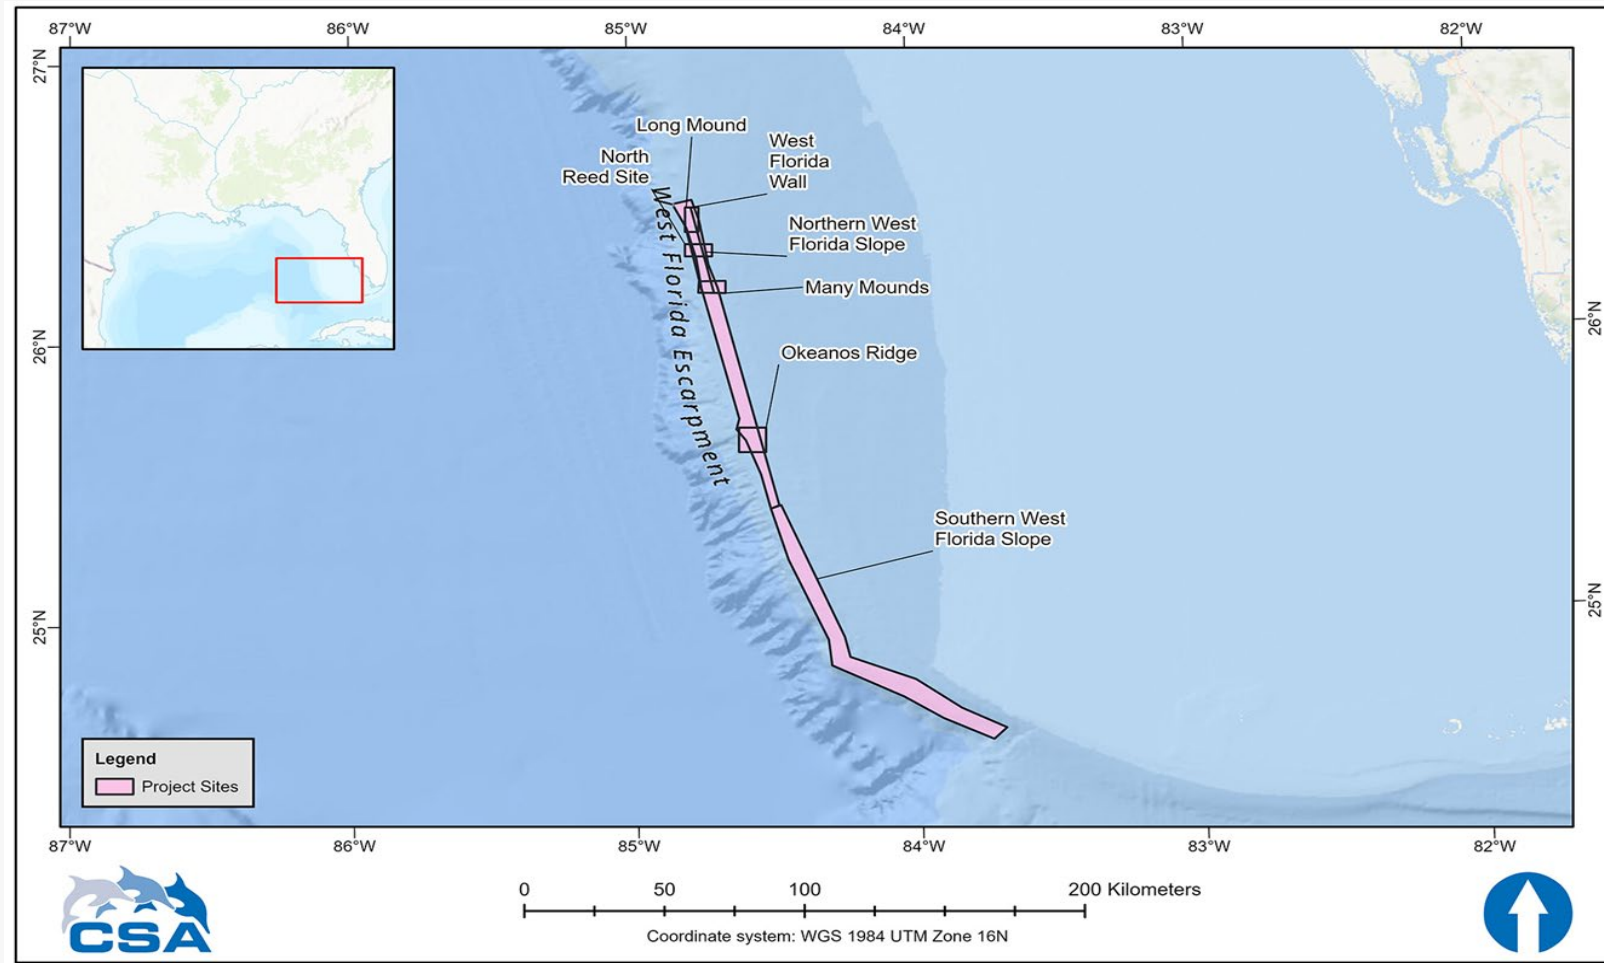 87°W 86°W 85°W 84°W 83°W 82°W
27°N
Long Mound
West
Florida
Wall
North
Reed Site
Northern West
Florida Slope
Many Mounds
West Florida Escarpment
26°N
26°N
Okeanos Ridge
Southern West
Florida Slope
25°N
25°N
Legend
Project Sites
87°W 86°W 85°W 84°W 83°W 82°W
CSA
0 50 100 200 Kilometers
Coordinate system: WGS 1984 UTM Zone 16N